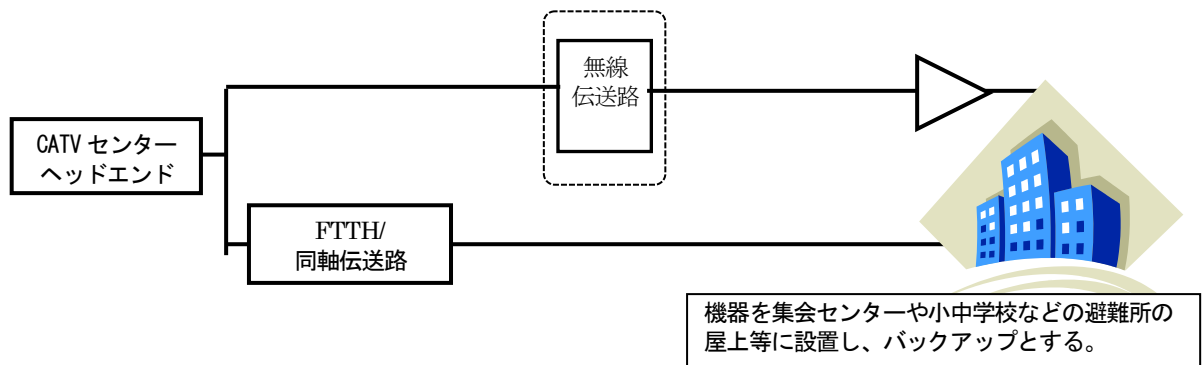 無線
伝送路
CATV センター
ヘッドエンド
FTTH/
同軸伝送路
機器を集会センターや小中学校などの避難所の
屋上等に設置し、バックアップとする。